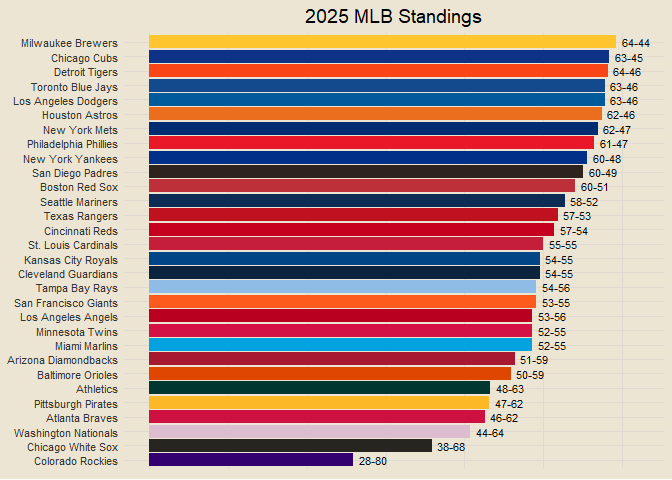 2025 MLB Standings
Milwaukee Brewers 64-44
Chicago Cubs 63-45
Detroit Tigers 64-46
Toronto Blue Jays 63-46
Los Angeles Dodgers 63-46
Houston Astros 62-46
New York Mets 62-47
Philadelphia Phillies 61-47
New York Yankees 60-48
San Diego Padres 60-49
Boston Red Sox 60-51
Seattle Mariners 58-52
Texas Rangers 57-53
Cincinnati Reds 57-54
St. Louis Cardinals 55-55
Kansas City Royals 54-55
Cleveland Guardians 54-55
Tampa Bay Rays 54-56
San Francisco Giants 53-55
Los Angeles Angels 53-56
Minnesota Twins 52-55
Miami Marlins 52-55
Arizona Diamondbacks 51-59
Baltimore Orioles 50-59
Athletics 48-63
Pittsburgh Pirates 47-62
Atlanta Braves 46-62
Washington Nationals 44-64
Chicago White Sox 38-68
Colorado Rockies 28-80